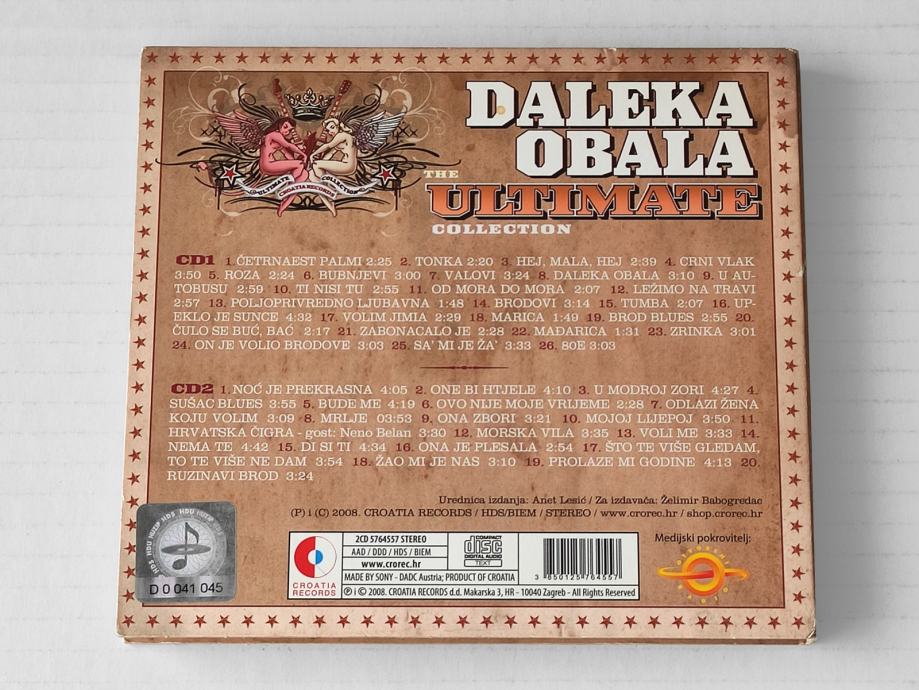 DALEKA
OBALA
THE
ULTIMATE
COLLECTION
ULTIMATE COLLECTION
CROATIA RECORDS
CD1 1. ČETRNAEST PALMI 2:25 2. TONKA 2:20 3. HEJ, MALA, HEJ 2:39 4. CRNI VLAK
3:50 5. ROZA 2:24 6. BUBNJEVI 3:00 7. VALOVI 3:24 8. DALEKA OBALA 3:10 9. U AU-
TOBUSU 2:59 10. TI NISI TU 2:55 11. OD MORA DO MORA 2:07 12. LEŽIMO NA TRAVI
2:57 13. POLJOPRIVREDNO LJUBAVNA 1:48 14. BRODOVI 3:14 15. TUMBA 2:07 16. UP-
EKLO JE SUNCE 4:32 17. VOLIM JIMIA 2:29 18. MARICA 1:49 19. BROD BLUES 2:55 20.
ČULO SE BUĆ, BAĆ 2:17 21. ZABONACALO JE 2:28 22. MAĐARICA 1:31 23. ZRINKA 3:01
24. ON JE VOLIO BRODOVE 3:03 25. SA' MI JE ŽA' 3:33 26. 80E 3:03
CD2 1. NOĆ JE PREKRASNA 4:05 2. ONE BI HTJELE 4:10 3. U MODROJ ZORI 4:27 4.
SUŠAC BLUES 3:55 5. BUDE ME 4:19 6. OVO NIJE MOJE VRIJEME 2:28 7. ODLAZI ŽENA
KOJU VOLIM 3:09 8. MRLJE 03:53 9. ONA ZBORI 3:21 10. MOJOJ LIJEPOJ 3:50 11.
HRVATSKA ČIGRA - gost: Neno Belan 3:30 12. MORSKA VILA 3:35 13. VOLI ME 3:33 14.
NEMA TE 4:42 15. DI SI TI 4:34 16. ONA JE PLESALA 2:54 17. ŠTO TE VIŠE GLEDAM,
TO TE VIŠE NE DAM 3:54 18. ŽAO MI JE NAS 3:10 19. PROLAZE MI GODINE 4:13 20.
RUZINAVI BROD 3:24
Urednica izdanja: Anet Lesić / Za izdavača: Želimir Babogredac
(P) i (C) 2008. CROATIA RECORDS / HDS/BIEM / STEREO / www.crorec.hr / shop.crorec.hr
HDS HDU HUZIP
D 0 041 045
CROATIA
RECORDS
2CD 5764557 STEREO
AAD / DDD / HDS / BIEM
www.crorec.hr
COMPACT
disc
DIGITAL AUDIO
TEXT
MADE BY SONY - DADC Austria; PRODUCT OF CROATIA
Ⓟ i © 2008. CROATIA RECORDS d.d. Makarska 3, HR - 10040 Zagreb - All Rights Reserved
3 850125 764557
Medijski pokrovitelj: